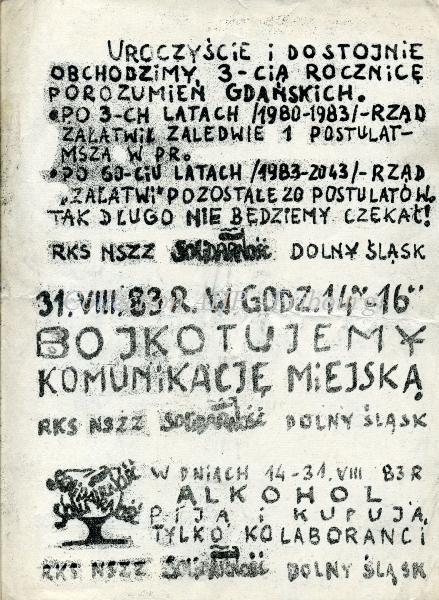 UROCZYŚCIE I DOSTOJNIE
OBCHODZIMY, 3-CIĄ ROCZNICĘ
POROZUMIEŃ GDAŃSKICH.
•PO 3-CH LATACH /1980-1983/-RZĄD
ZAŁATWIŁ ZALEDWIE 1 POSTULAT-
MSZA W PR.
•PO 60-CIU LATACH /1983-2043/-RZĄD
„ZAŁATWI" POZOSTAŁE 20 POSTULATÓW.
TAK DŁUGO NIE BĘDZIEMY CZEKAĆ!
RKS NSZZ Solidarność DOLNY ŚLĄSK
31. VIII. 83 R. W GODZ. 14°° 16°°
BOJKOTUJEMY
KOMUNIKACJĘ MIEJSKĄ
RKS NSZZ Solidarność DOLNY ŚLĄSK
W DNIACH 14-31. VIII 83 R
ALKOHOL
PIJĄ I KUPUJĄ,
TYLKO KOLABORANCI
RKS NSZZ Solidarność DOLNY ŚLĄSK